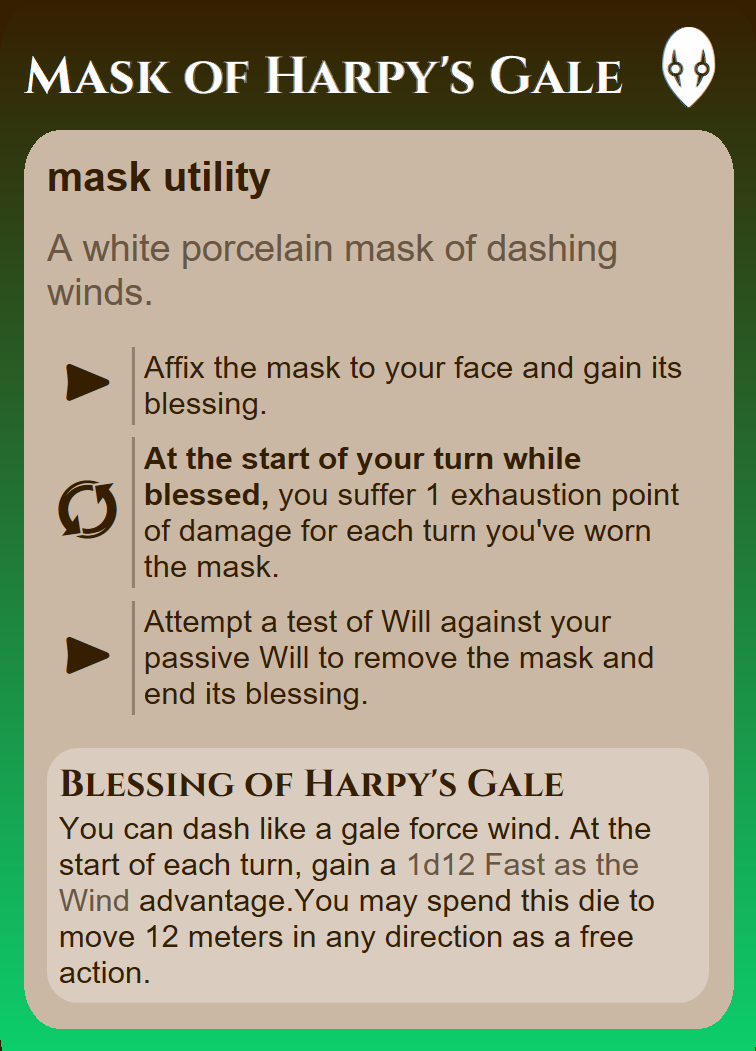 Mask of Harpy's Gale
mask utility
A white porcelain mask of dashing
winds.
Affix the mask to your face and gain its
blessing.
At the start of your turn while
blessed, you suffer 1 exhaustion point
of damage for each turn you've worn
the mask.
Attempt a test of Will against your
passive Will to remove the mask and
end its blessing.
Blessing of Harpy's Gale
You can dash like a gale force wind. At the
start of each turn, gain a 1d12 Fast as the
Wind advantage.You may spend this die to
move 12 meters in any direction as a free
action.